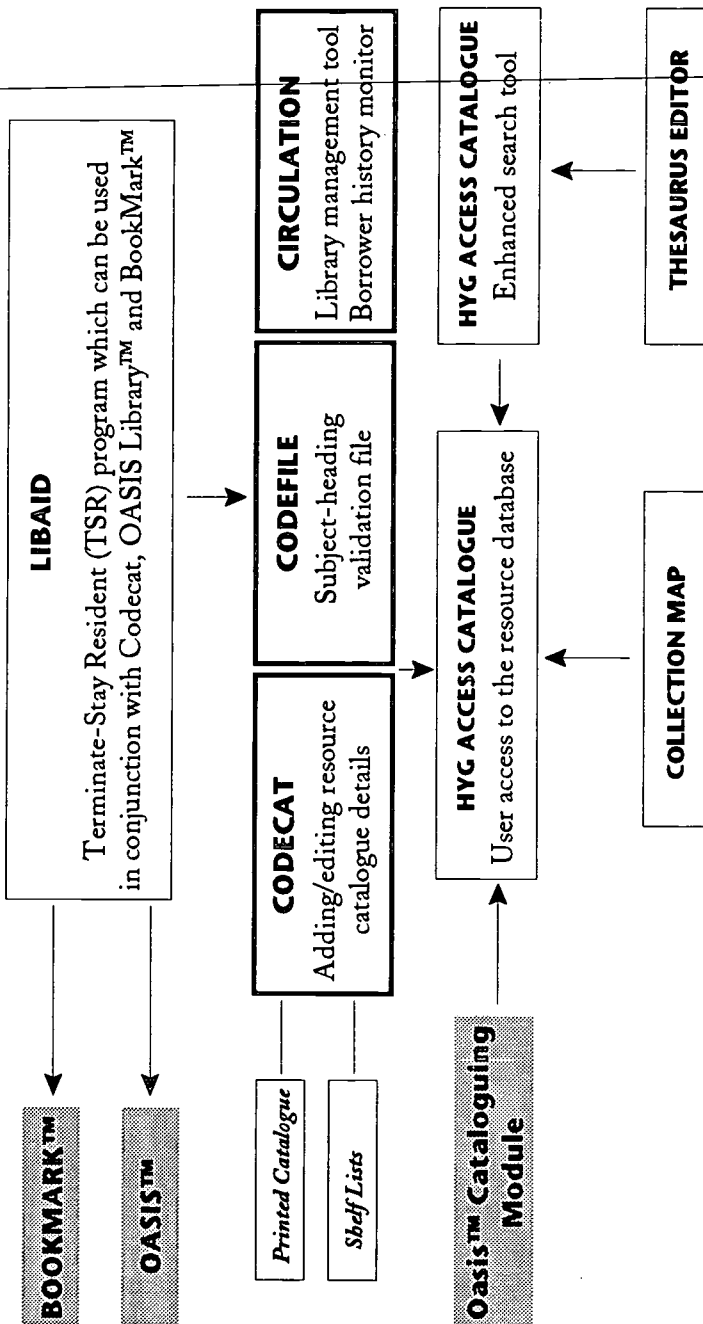 LIBAID
Terminate-Stay Resident (TSR) program which can be used
in conjunction with Codecat, OASIS Library™ and BookMark™
BOOKMARK™
OASIS™
Printed Catalogue
Shelf Lists
CODECAT
Adding/editing resource
catalogue details
CODEFILE
Subject-heading
validation file
CIRCULATION
Library management tool
Borrower history monitor
Oasis™ Cataloguing
Module
HYG ACCESS CATALOGUE
User access to the resource database
HYG ACCESS CATALOGUE
Enhanced search tool
COLLECTION MAP
THESAURUS EDITOR